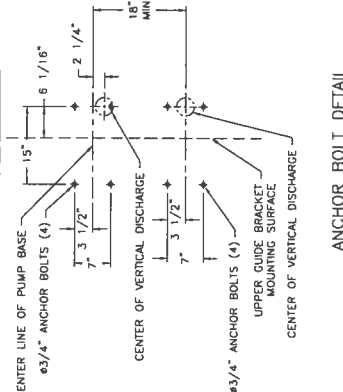 18"
MIN
2 1/4"
6 1/16"
15"
ENTER LINE OF PUMP BASE
ø3/4" ANCHOR BOLTS (4)
3 1/2"
7"
CENTER OF VERTICAL DISCHARGE
3 1/2"
7"
ø3/4" ANCHOR BOLTS (4)
UPPER GUIDE BRACKET
MOUNTING SURFACE
CENTER OF VERTICAL DISCHARGE
ANCHOR BOLT DETAIL